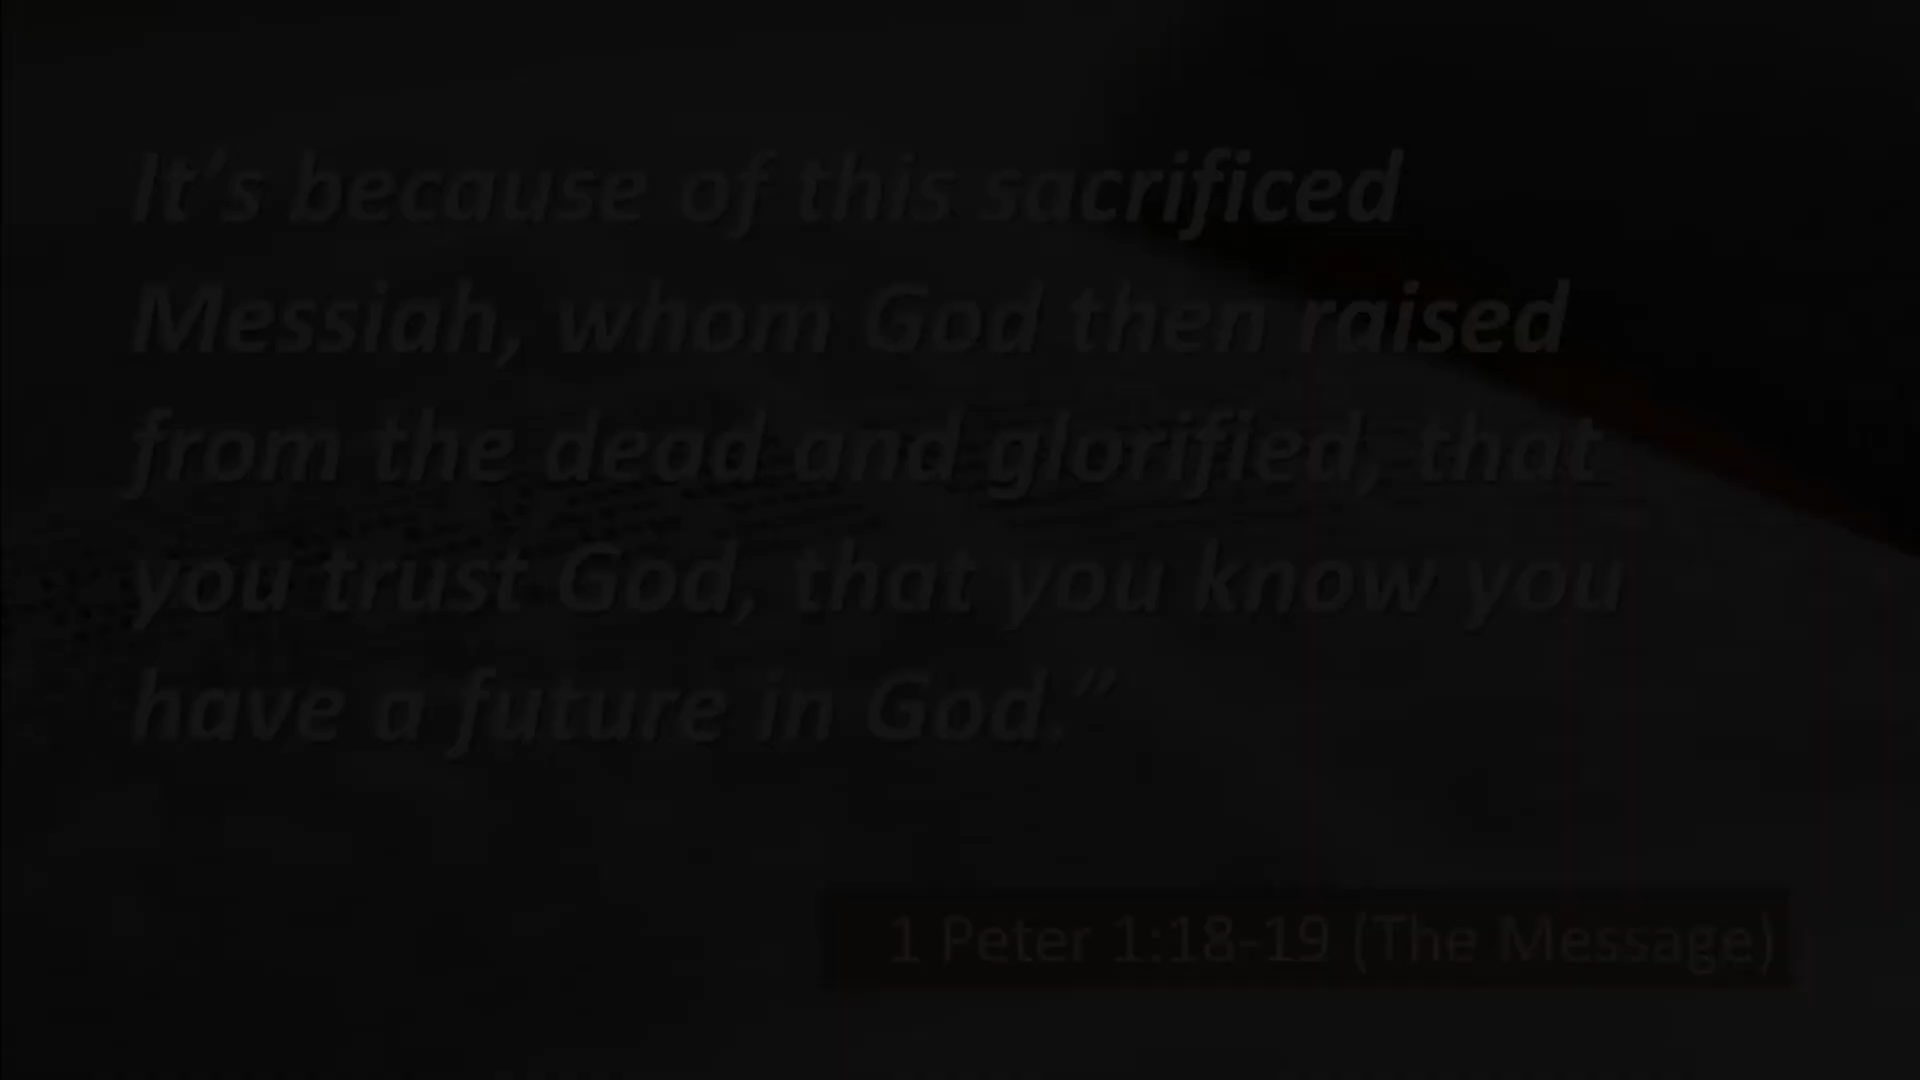 It’s because of this sacrificed
Messiah, whom God then raised
from the dead and glorified, that
you trust God, that you know you
have a future in God.”
1 Peter 1:18-19 (The Message)